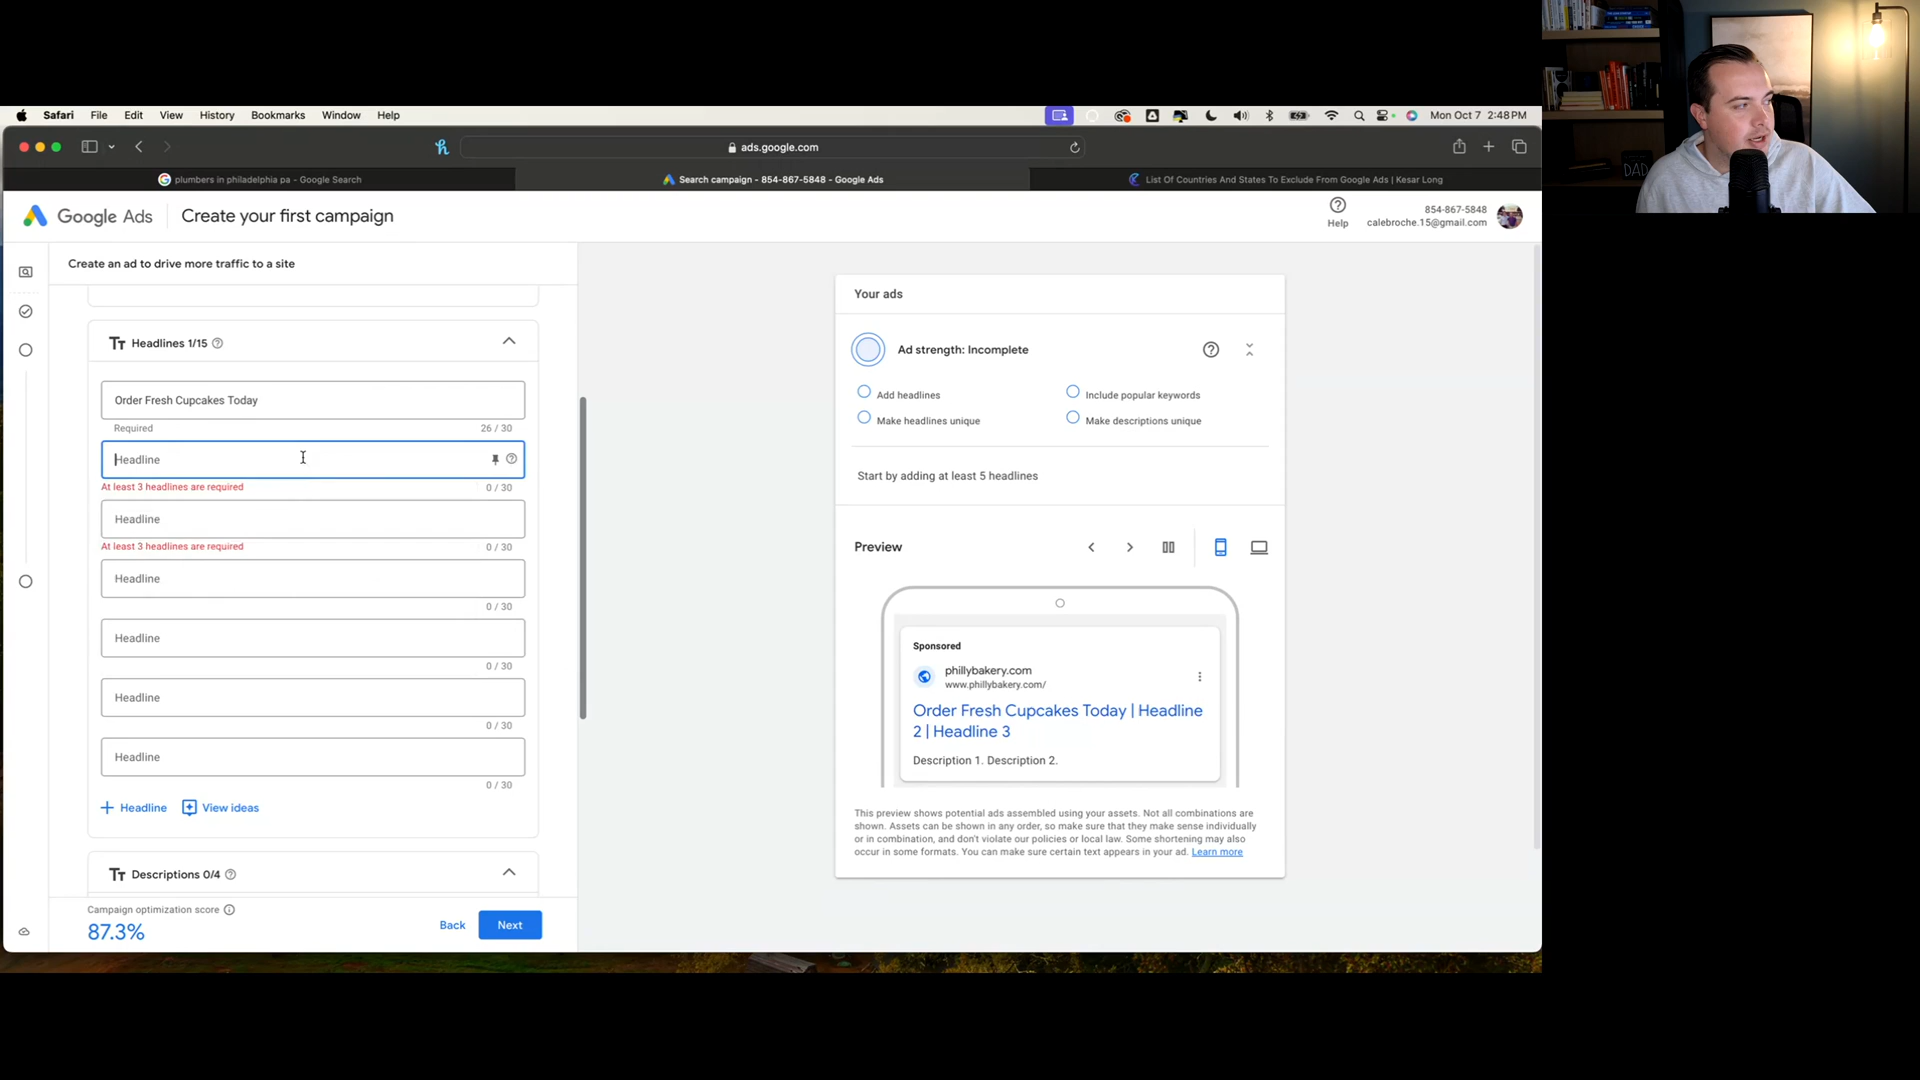 Safari File Edit View History Bookmarks Window Help Mon Oct 7 2:48 PM
ads.google.com
plumbers in philadelphia pa - Google Search
Search campaign - 854-867-5848 - Google Ads
List Of Countries And States To Exclude From Google Ads | Kesar Long
Google Ads
Create your first campaign
Help
854-867-5848
calebroche.15@gmail.com
Create an ad to drive more traffic to a site
Headlines 1/15
Order Fresh Cupcakes Today
Required 26 / 30
Headline
At least 3 headlines are required 0 / 30
Headline
At least 3 headlines are required 0 / 30
Headline
0 / 30
Headline
0 / 30
Headline
0 / 30
Headline
0 / 30
+ Headline View ideas
Descriptions 0/4
Campaign optimization score
87.3%
Back Next
Your ads
Ad strength: Incomplete
Add headlines Include popular keywords
Make headlines unique Make descriptions unique
Start by adding at least 5 headlines
Preview
Sponsored
phillybakery.com
www.phillybakery.com/
Order Fresh Cupcakes Today | Headline
2 | Headline 3
Description 1. Description 2.
This preview shows potential ads assembled using your assets. Not all combinations are
shown. Assets can be shown in any order, so make sure that they make sense individually
or in combination, and don't violate our policies or local law. Some shortening may also
occur in some formats. You can make sure certain text appears in your ad. Learn more
DAD